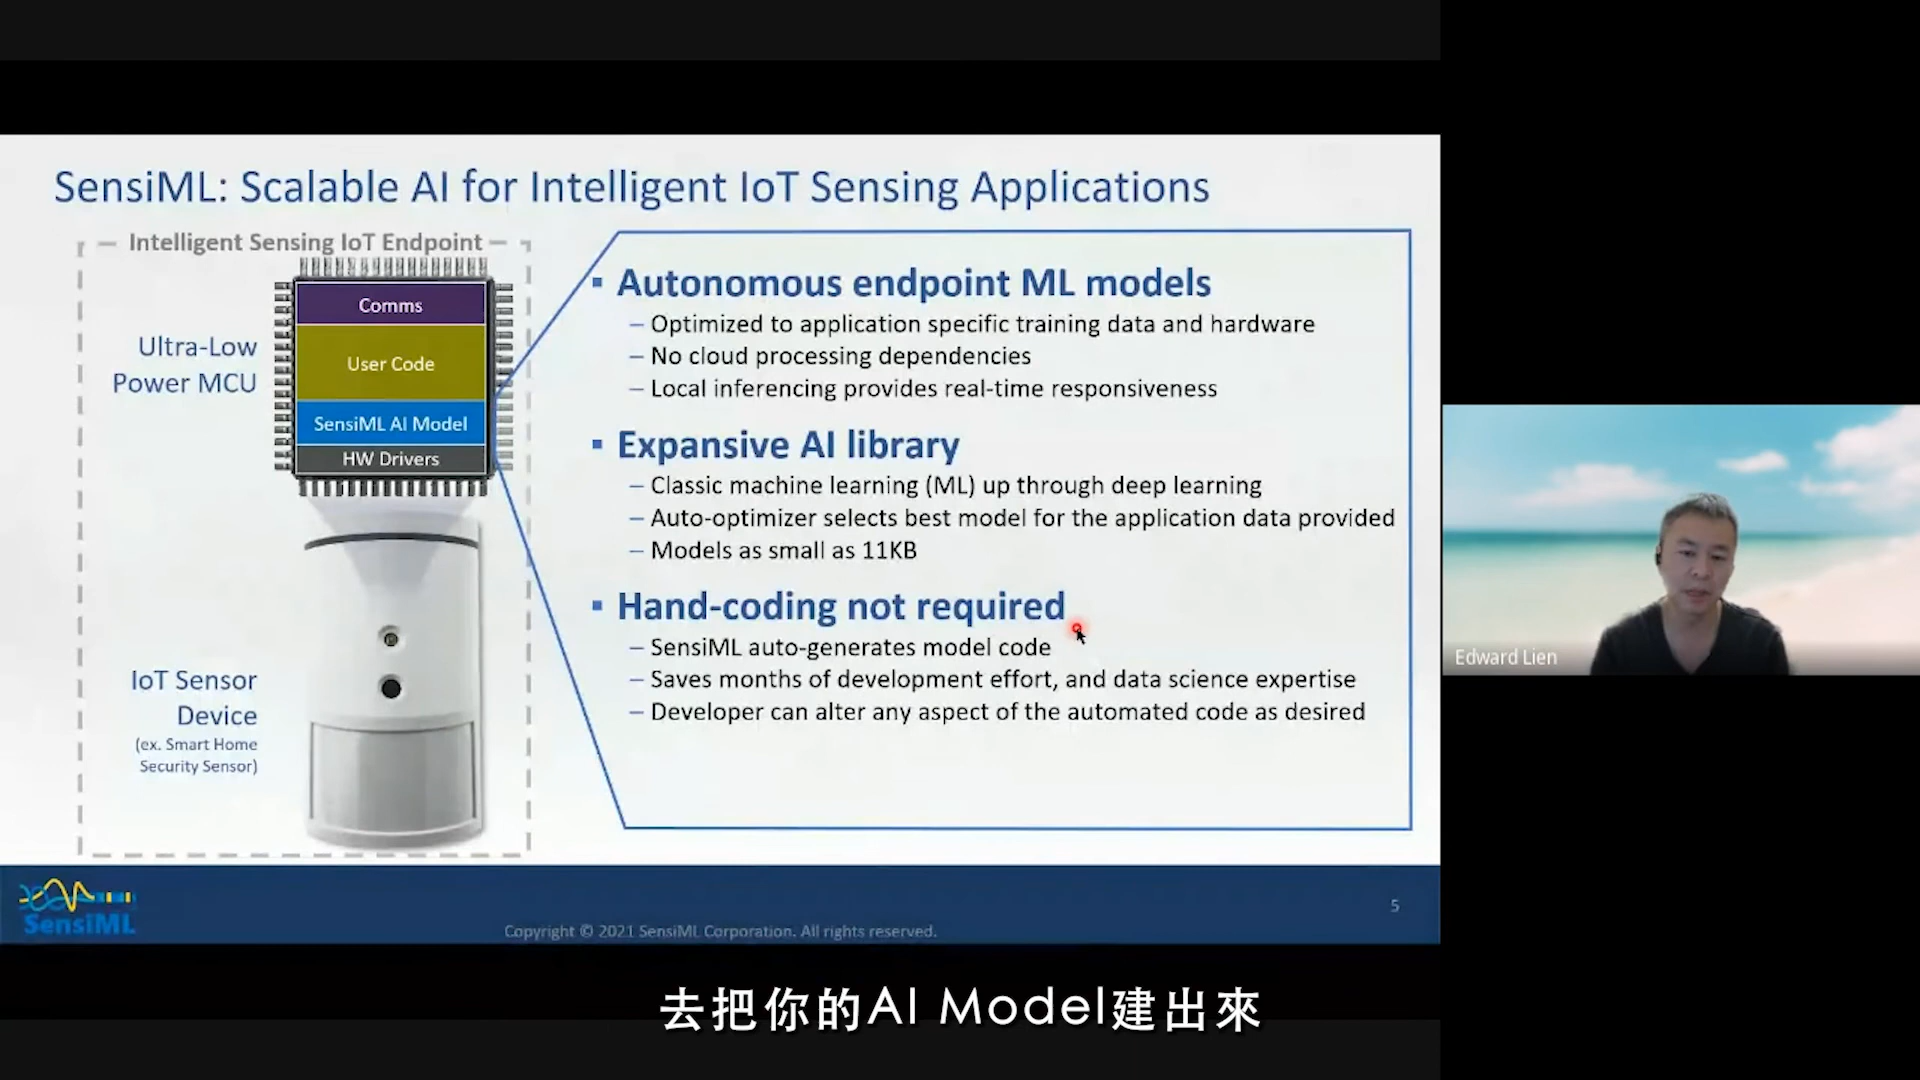 SensiML: Scalable AI for Intelligent IoT Sensing Applications
Intelligent Sensing IoT Endpoint
Comms
User Code
SensiML AI Model
HW Drivers
Ultra-Low
Power MCU
IoT Sensor
Device
(ex. Smart Home
Security Sensor)
▪ Autonomous endpoint ML models
– Optimized to application specific training data and hardware
– No cloud processing dependencies
– Local inferencing provides real-time responsiveness
▪ Expansive AI library
– Classic machine learning (ML) up through deep learning
– Auto-optimizer selects best model for the application data provided
– Models as small as 11KB
▪ Hand-coding not required
– SensiML auto-generates model code
– Saves months of development effort, and data science expertise
– Developer can alter any aspect of the automated code as desired
Edward Lien
SensiML
Copyright © 2021 SensiML Corporation. All rights reserved.
5
去把你的AI Model建出來